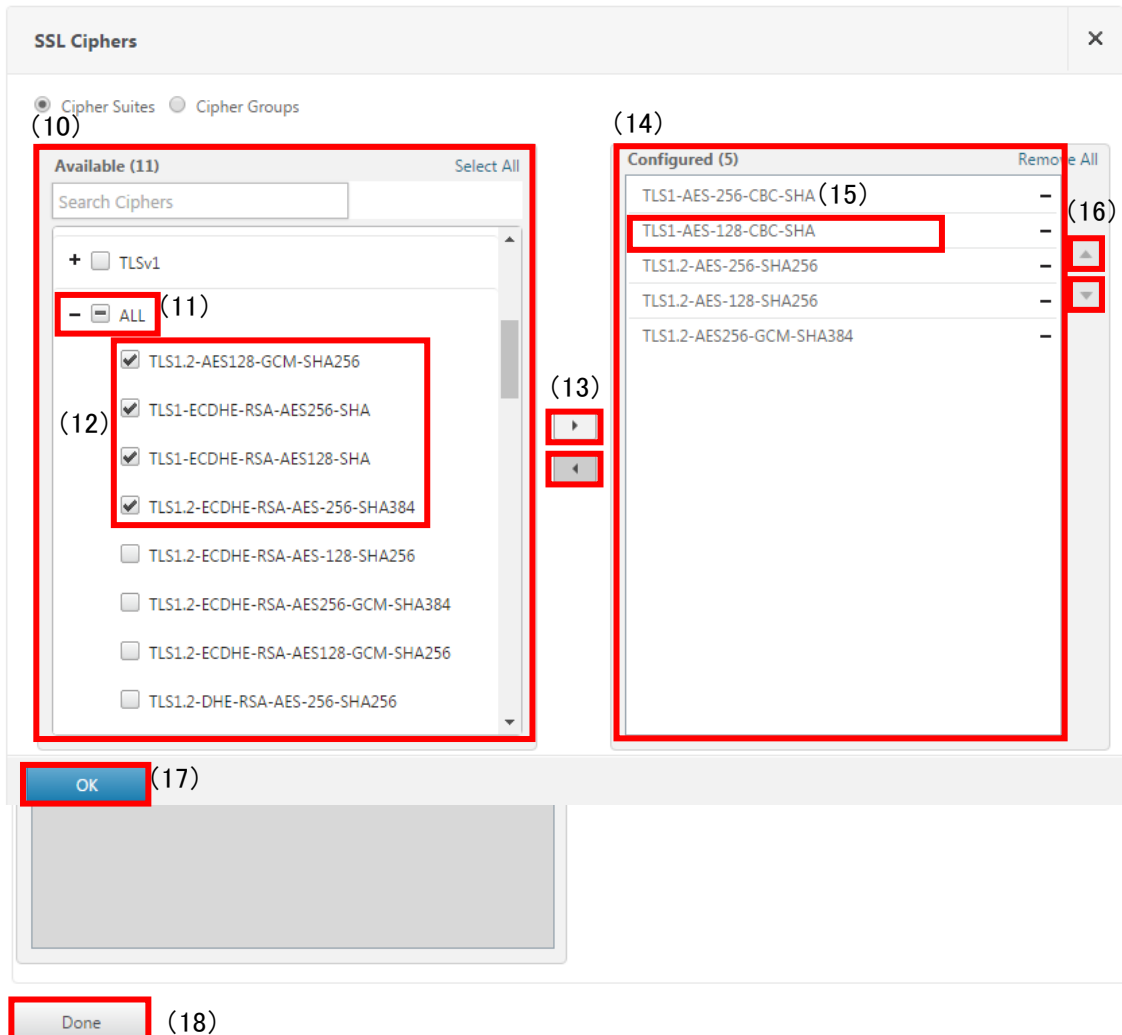 SSL Ciphers ×
Cipher Suites Cipher Groups
(10)
Available (11) Select All
Search Ciphers
+ TLSv1
− ALL (11)
TLS1.2-AES128-GCM-SHA256
TLS1-ECDHE-RSA-AES256-SHA
(12)
TLS1-ECDHE-RSA-AES128-SHA
TLS1.2-ECDHE-RSA-AES-256-SHA384
TLS1.2-ECDHE-RSA-AES-128-SHA256
TLS1.2-ECDHE-RSA-AES256-GCM-SHA384
TLS1.2-ECDHE-RSA-AES128-GCM-SHA256
TLS1.2-DHE-RSA-AES-256-SHA256
(13)
(14)
Configured (5) Remove All
TLS1-AES-256-CBC-SHA (15) −
(16)
TLS1-AES-128-CBC-SHA −
TLS1.2-AES-256-SHA256 −
TLS1.2-AES-128-SHA256 −
TLS1.2-AES256-GCM-SHA384 −
OK (17)
Done (18)